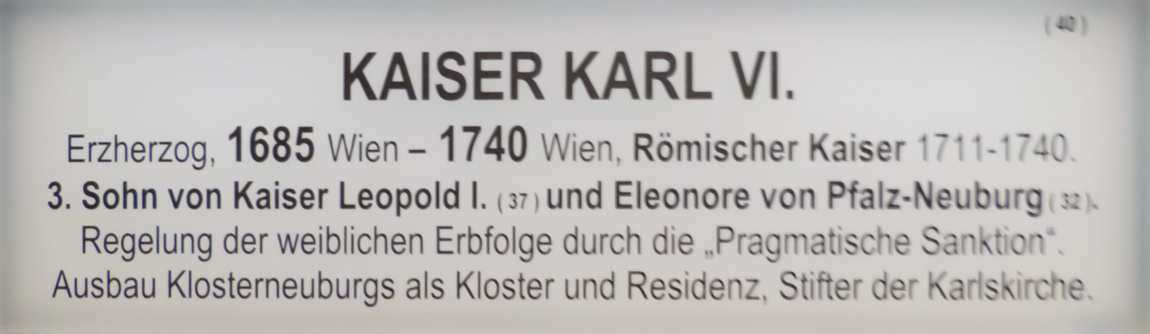 (40)
KAISER KARL VI.
Erzherzog, 1685 Wien – 1740 Wien, Römischer Kaiser 1711-1740.
3. Sohn von Kaiser Leopold I. (37) und Eleonore von Pfalz-Neuburg (32).
Regelung der weiblichen Erbfolge durch die „Pragmatische Sanktion“.
Ausbau Klosterneuburgs als Kloster und Residenz, Stifter der Karlskirche.